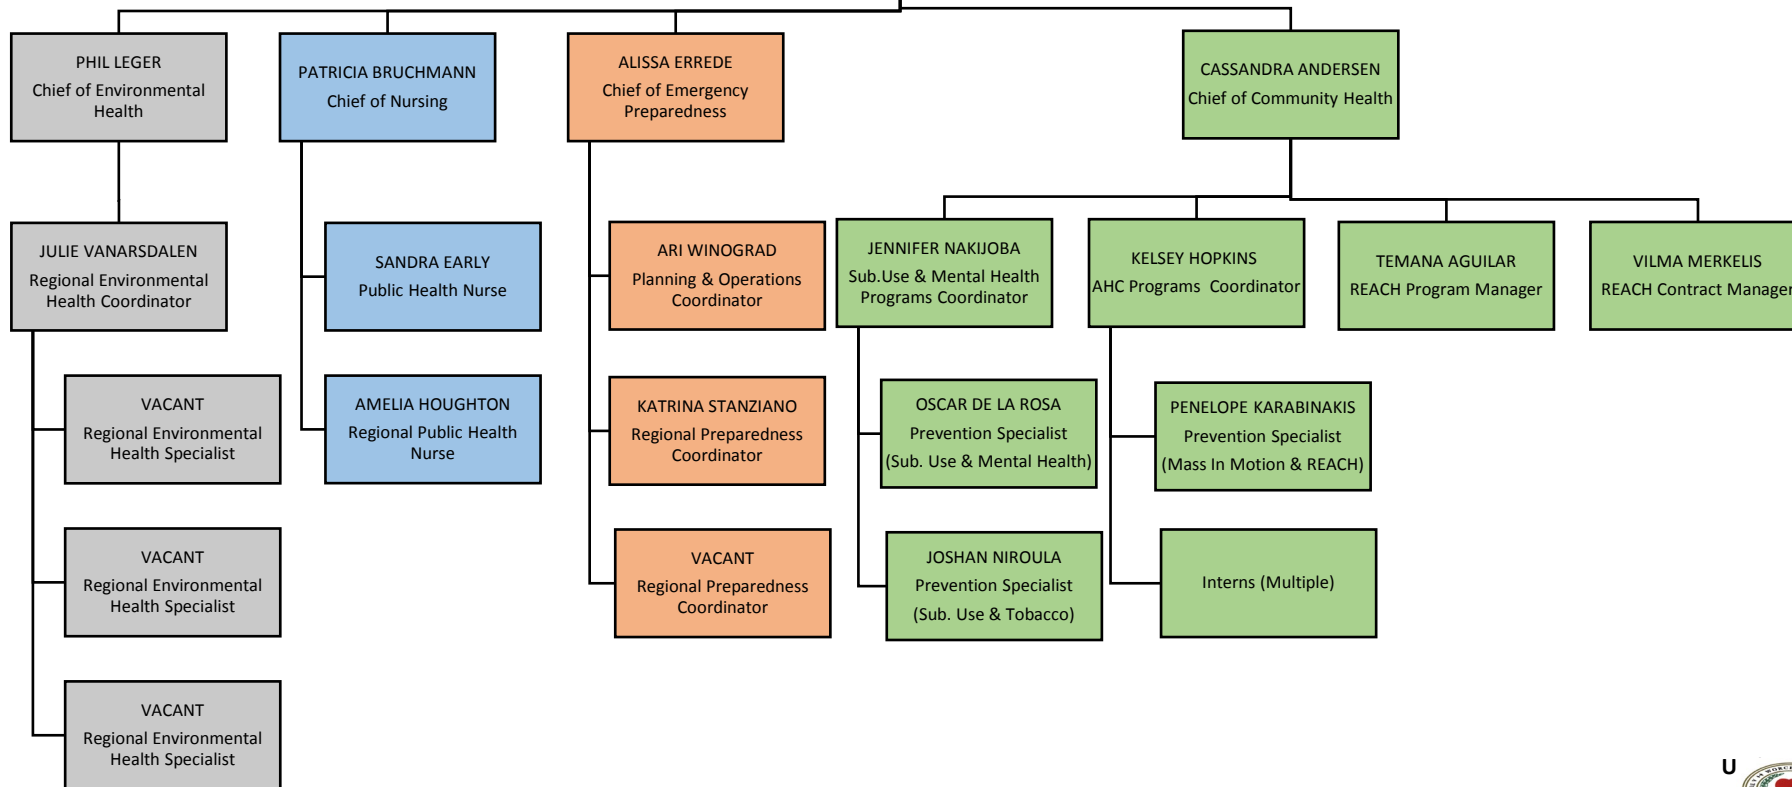 PHIL LEGER
Chief of Environmental
Health
PATRICIA BRUCHMANN
Chief of Nursing
ALISSA ERREDE
Chief of Emergency
Preparedness
CASSANDRA ANDERSEN
Chief of Community Health
JULIE VANARSDALEN
Regional Environmental
Health Coordinator
SANDRA EARLY
Public Health Nurse
ARI WINOGRAD
Planning & Operations
Coordinator
JENNIFER NAKIJOBA
Sub.Use & Mental Health
Programs Coordinator
KELSEY HOPKINS
AHC Programs  Coordinator
TEMANA AGUILAR
REACH Program Manager
VILMA MERKELIS
REACH Contract Manager
VACANT
Regional Environmental
Health Specialist
AMELIA HOUGHTON
Regional Public Health
Nurse
KATRINA STANZIANO
Regional Preparedness
Coordinator
OSCAR DE LA ROSA
Prevention Specialist
(Sub. Use & Mental Health)
PENELOPE KARABINAKIS
Prevention Specialist
(Mass In Motion & REACH)
VACANT
Regional Environmental
Health Specialist
VACANT
Regional Preparedness
Coordinator
JOSHAN NIROULA
Prevention Specialist
(Sub. Use & Tobacco)
Interns (Multiple)
VACANT
Regional Environmental
Health Specialist
U